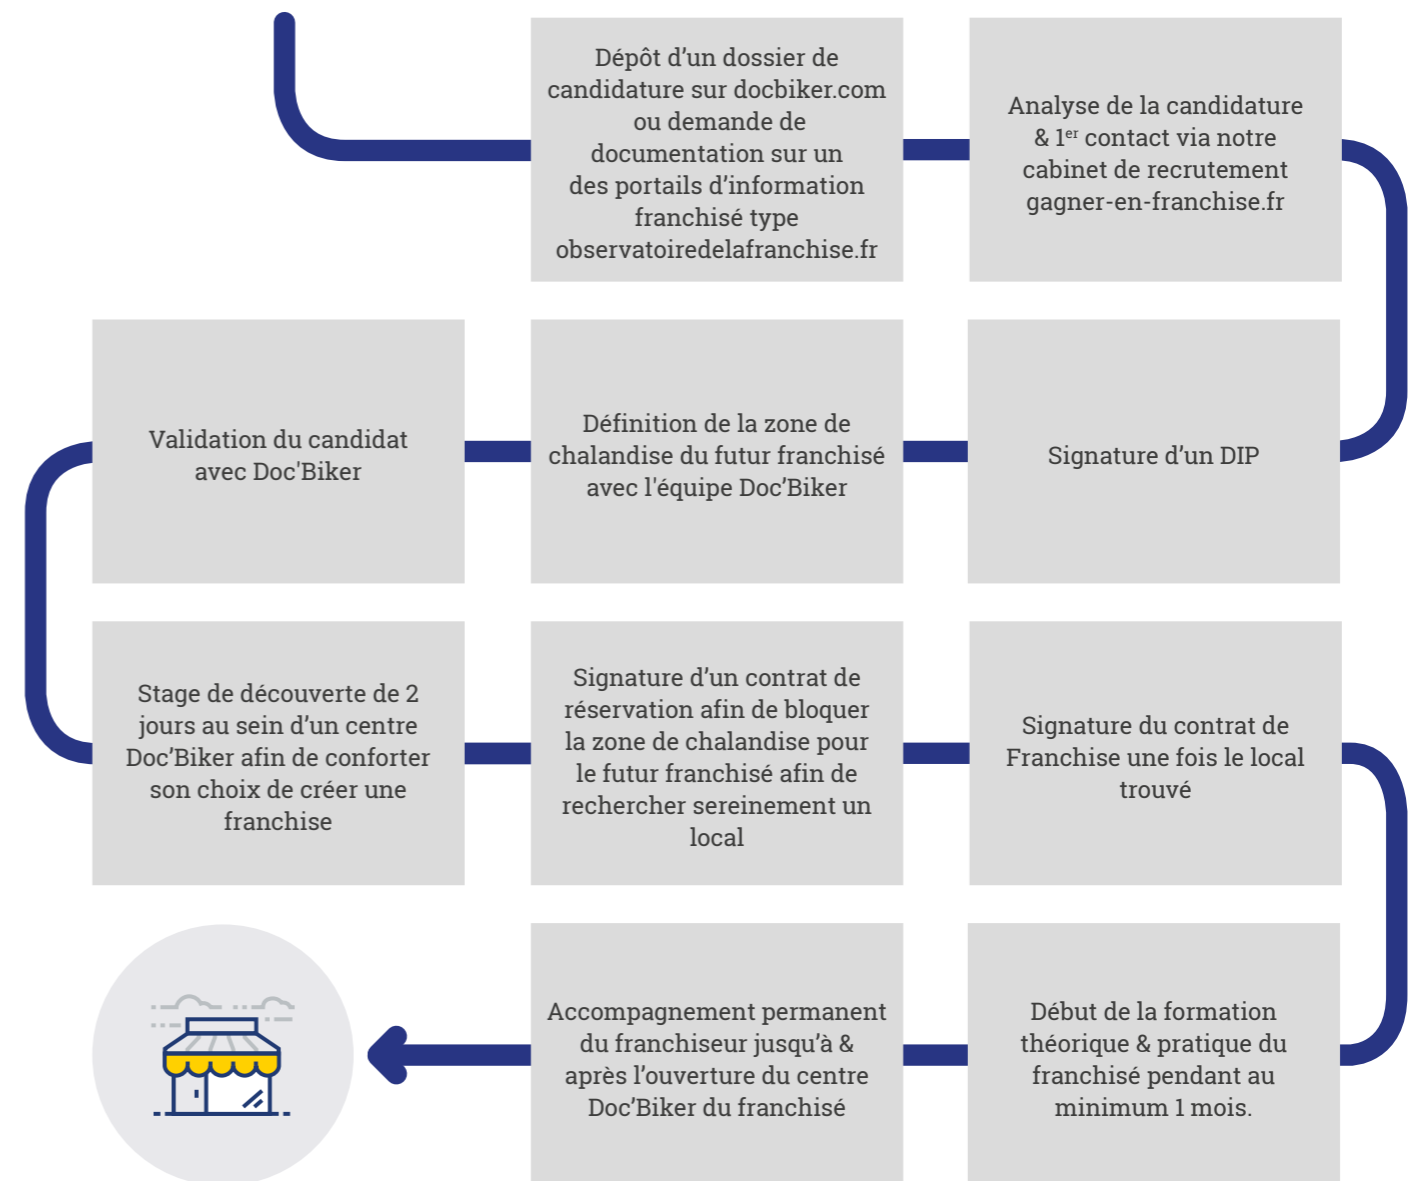 Dépôt d’un dossier de
candidature sur docbiker.com
ou demande de
documentation sur un
des portails d’information
franchisé type
observatoiredelafranchise.fr
Analyse de la candidature
& 1er contact via notre
cabinet de recrutement
gagner-en-franchise.fr
Signature d’un DIP
Définition de la zone de
chalandise du futur franchisé
avec l'équipe Doc’Biker
Validation du candidat
avec Doc'Biker
Stage de découverte de 2
jours au sein d’un centre
Doc’Biker afin de conforter
son choix de créer une
franchise
Signature d’un contrat de
réservation afin de bloquer
la zone de chalandise pour
le futur franchisé afin de
rechercher sereinement un
local
Signature du contrat de
Franchise une fois le local
trouvé
Début de la formation
théorique & pratique du
franchisé pendant au
minimum 1 mois.
Accompagnement permanent
du franchiseur jusqu’à &
après l’ouverture du centre
Doc’Biker du franchisé